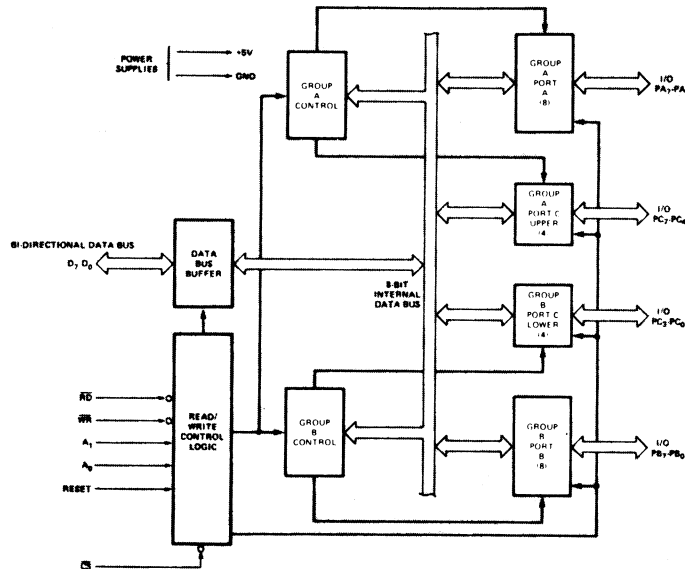 POWER
SUPPLIES
+5V
GND
GROUP
A
CONTROL
GROUP
A
PORT
A
(8)
I/O
PA7-PA
GROUP
A
PORT C
UPPER
(4
I/O
PC7-PC4
BI-DIRECTIONAL DATA BUS
D7 D0
DATA
BUS
BUFFER
8-BIT
INTERNAL
DATA BUS
GROUP
B
PORT C
LOWER
(4)
I/O
PC3-PC0
RD
WR
A1
A0
RESET
CS
READ/
WRITE
CONTROL
LOGIC
GROUP
B
CONTROL
GROUP
B
PORT
B
(8)
I/O
PB7-PB0